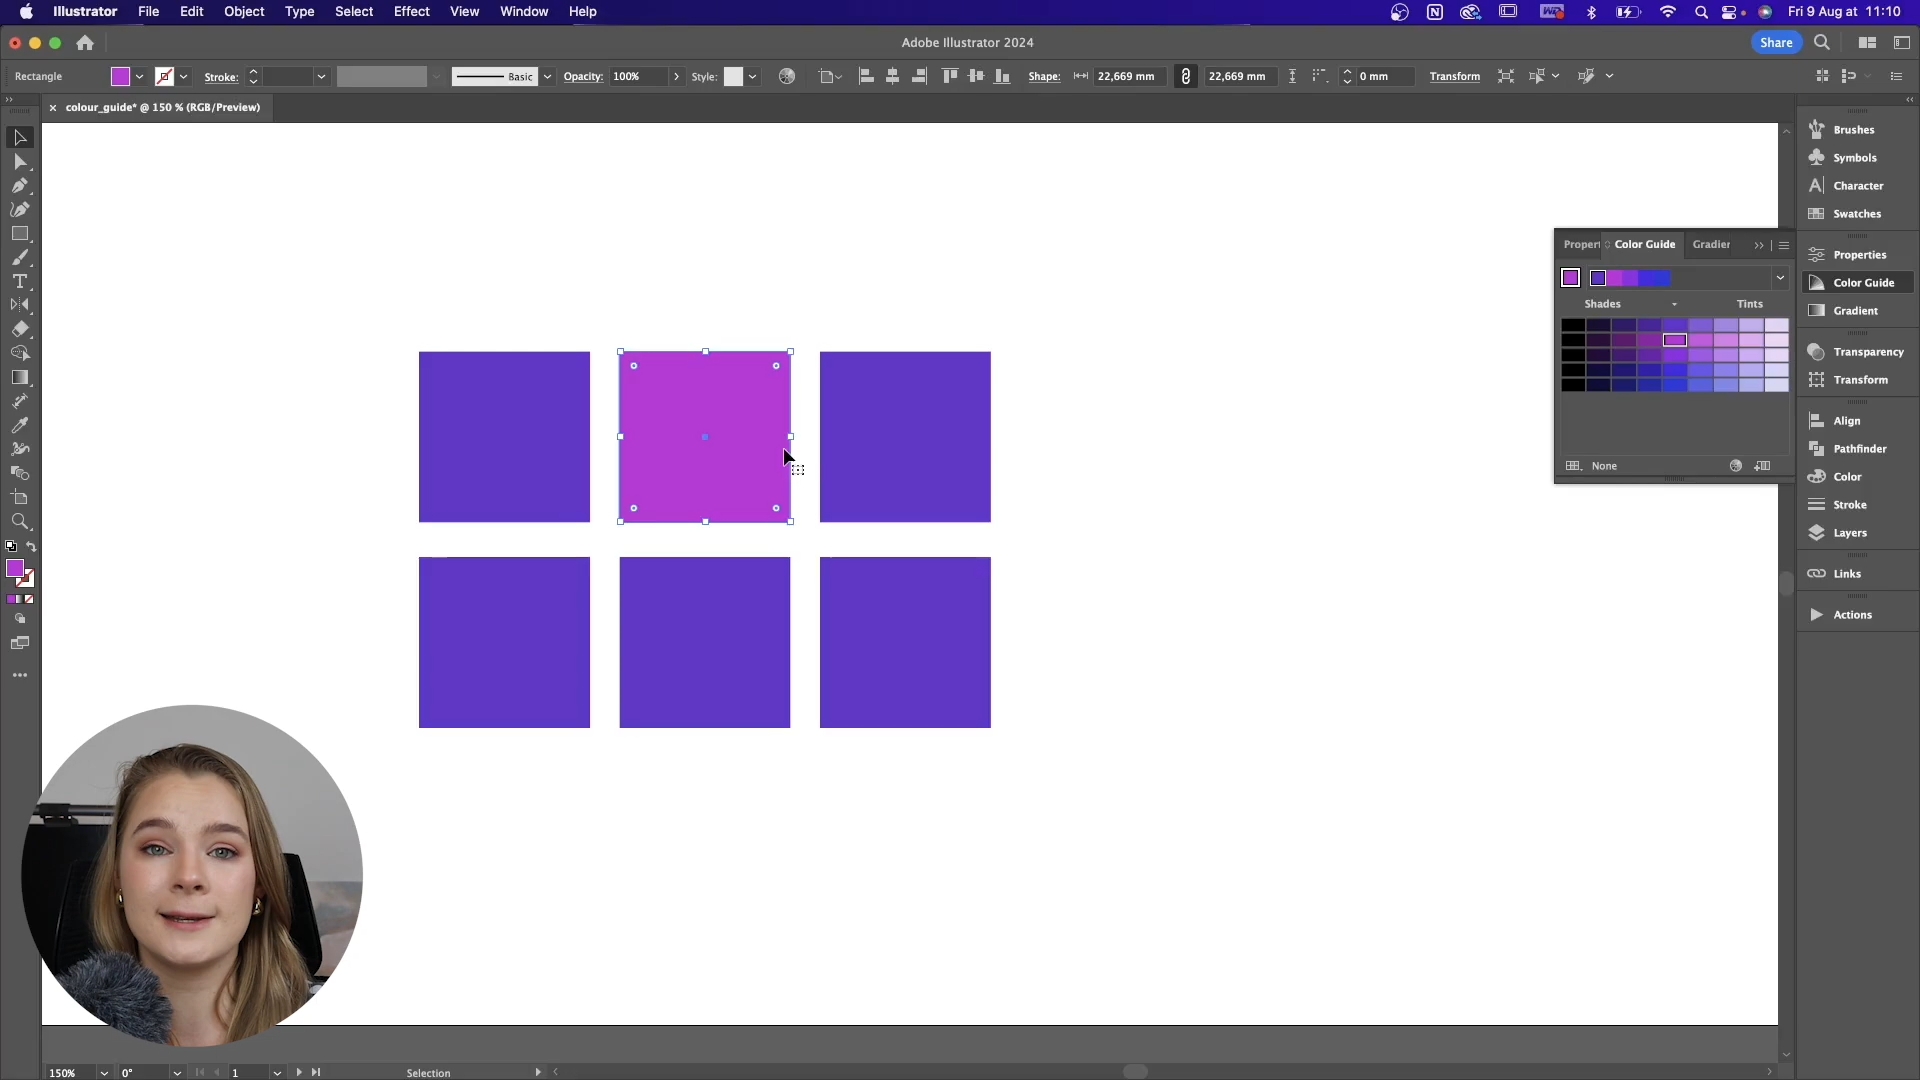 Illustrator File Edit Object Type Select Effect View Window Help
Fri 9 Aug at 11:10
Adobe Illustrator 2024
Share
Rectangle
Stroke:
Basic
Opacity: 100%
Style:
Shape:
22,669 mm
22,669 mm
0 mm
Transform
× colour_guide* @ 150 % (RGB/Preview)
Brushes
Symbols
Character
Swatches
Properties
Color Guide
Gradient
Transparency
Transform
Align
Pathfinder
Color
Stroke
Layers
Links
Actions
Propert
Color Guide
Gradier
Shades
Tints
None
150%
0°
1
Selection